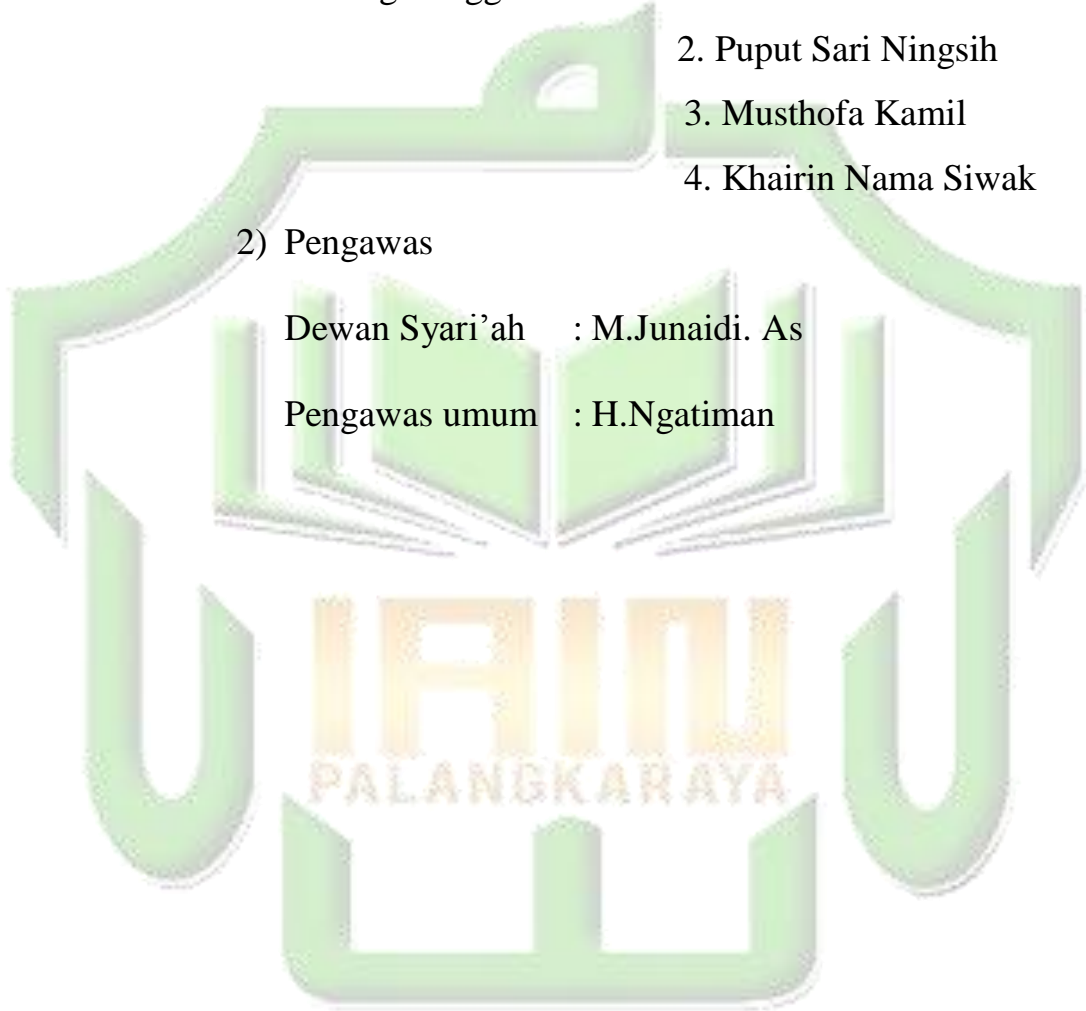 2. Puput Sari Ningsih
3. Musthofa Kamil
4. Khairin Nama Siwak
2) Pengawas
Dewan Syari’ah : M.Junaidi. As
Pengawas umum : H.Ngatiman
IAIN
PALANGKARAYA